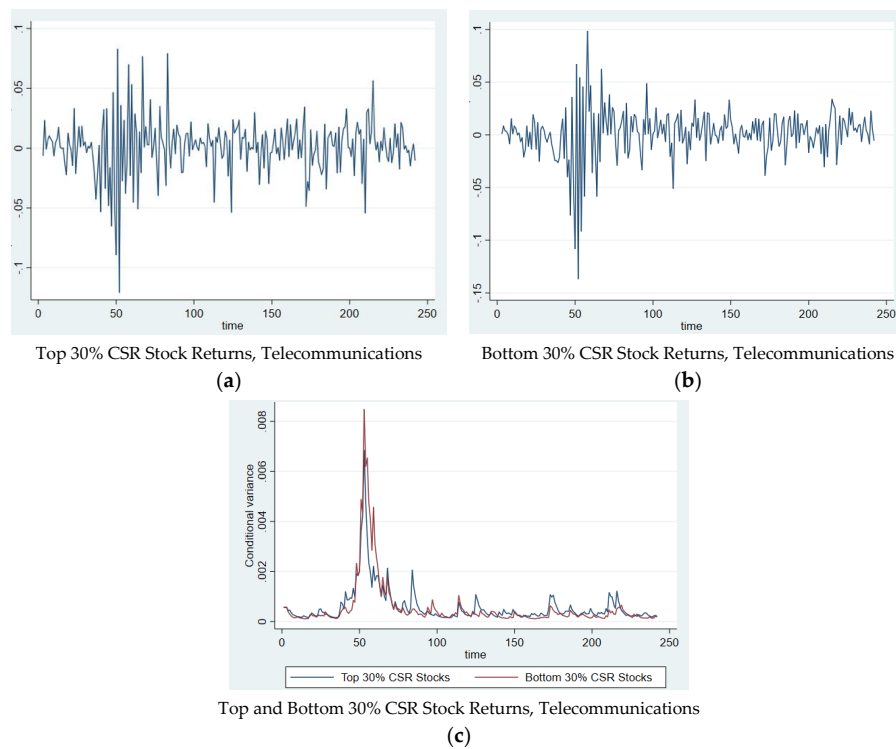 .1
.05
0
-.05
-.1
0 50 100 150 200 250
time
Top 30% CSR Stock Returns, Telecommunications
(a)
.1
.05
0
-.05
-.1
-.15
0 50 100 150 200 250
time
Bottom 30% CSR Stock Returns, Telecommunications
(b)
Conditional variance
.008
.006
.004
.002
0
0 50 100 150 200 250
time
Top 30% CSR Stocks Bottom 30% CSR Stocks
Top and Bottom 30% CSR Stock Returns, Telecommunications
(c)